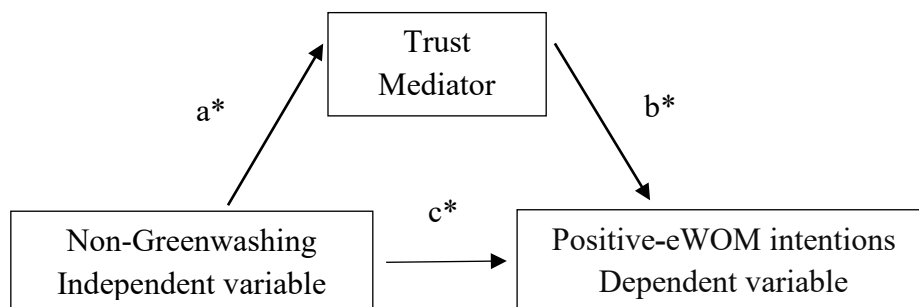 Trust
Mediator
a*
b*
c*
Non-Greenwashing
Independent variable
Positive-eWOM intentions
Dependent variable